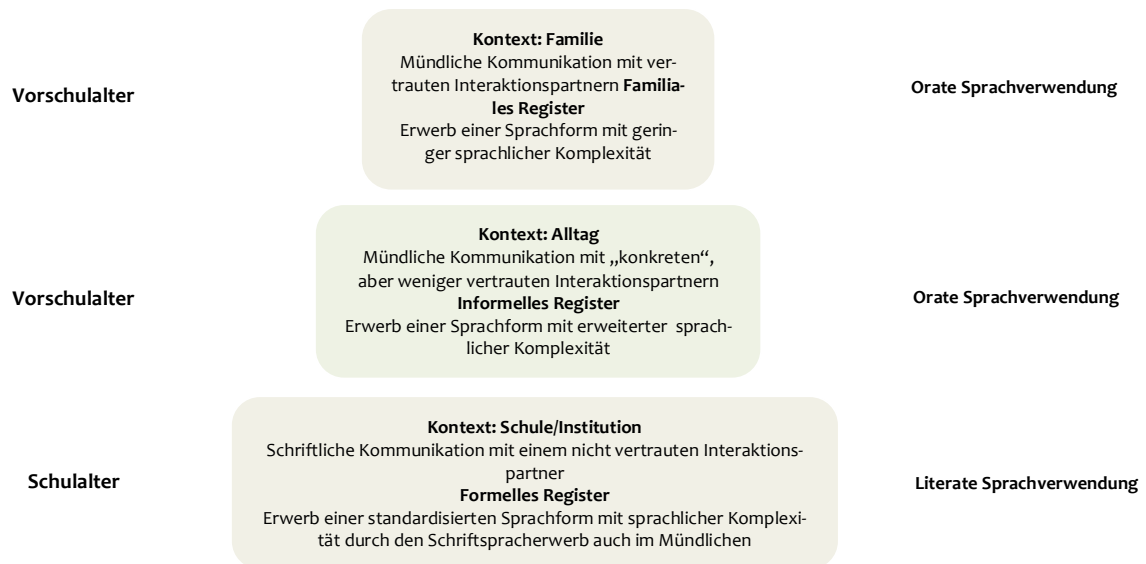 Kontext: Familie
Mündliche Kommunikation mit ver-
trauten Interaktionspartnern Familia-
les Register
Erwerb einer Sprachform mit gerin-
ger sprachlicher Komplexität
Vorschulalter
Orate Sprachverwendung
Kontext: Alltag
Mündliche Kommunikation mit „konkreten“,
aber weniger vertrauten Interaktionspartnern
Informelles Register
Erwerb einer Sprachform mit erweiterter sprach-
licher Komplexität
Vorschulalter
Orate Sprachverwendung
Kontext: Schule/Institution
Schriftliche Kommunikation mit einem nicht vertrauten Interaktions-
partner
Formelles Register
Erwerb einer standardisierten Sprachform mit sprachlicher Komplexi-
tät durch den Schriftspracherwerb auch im Mündlichen
Schulalter
Literate Sprachverwendung